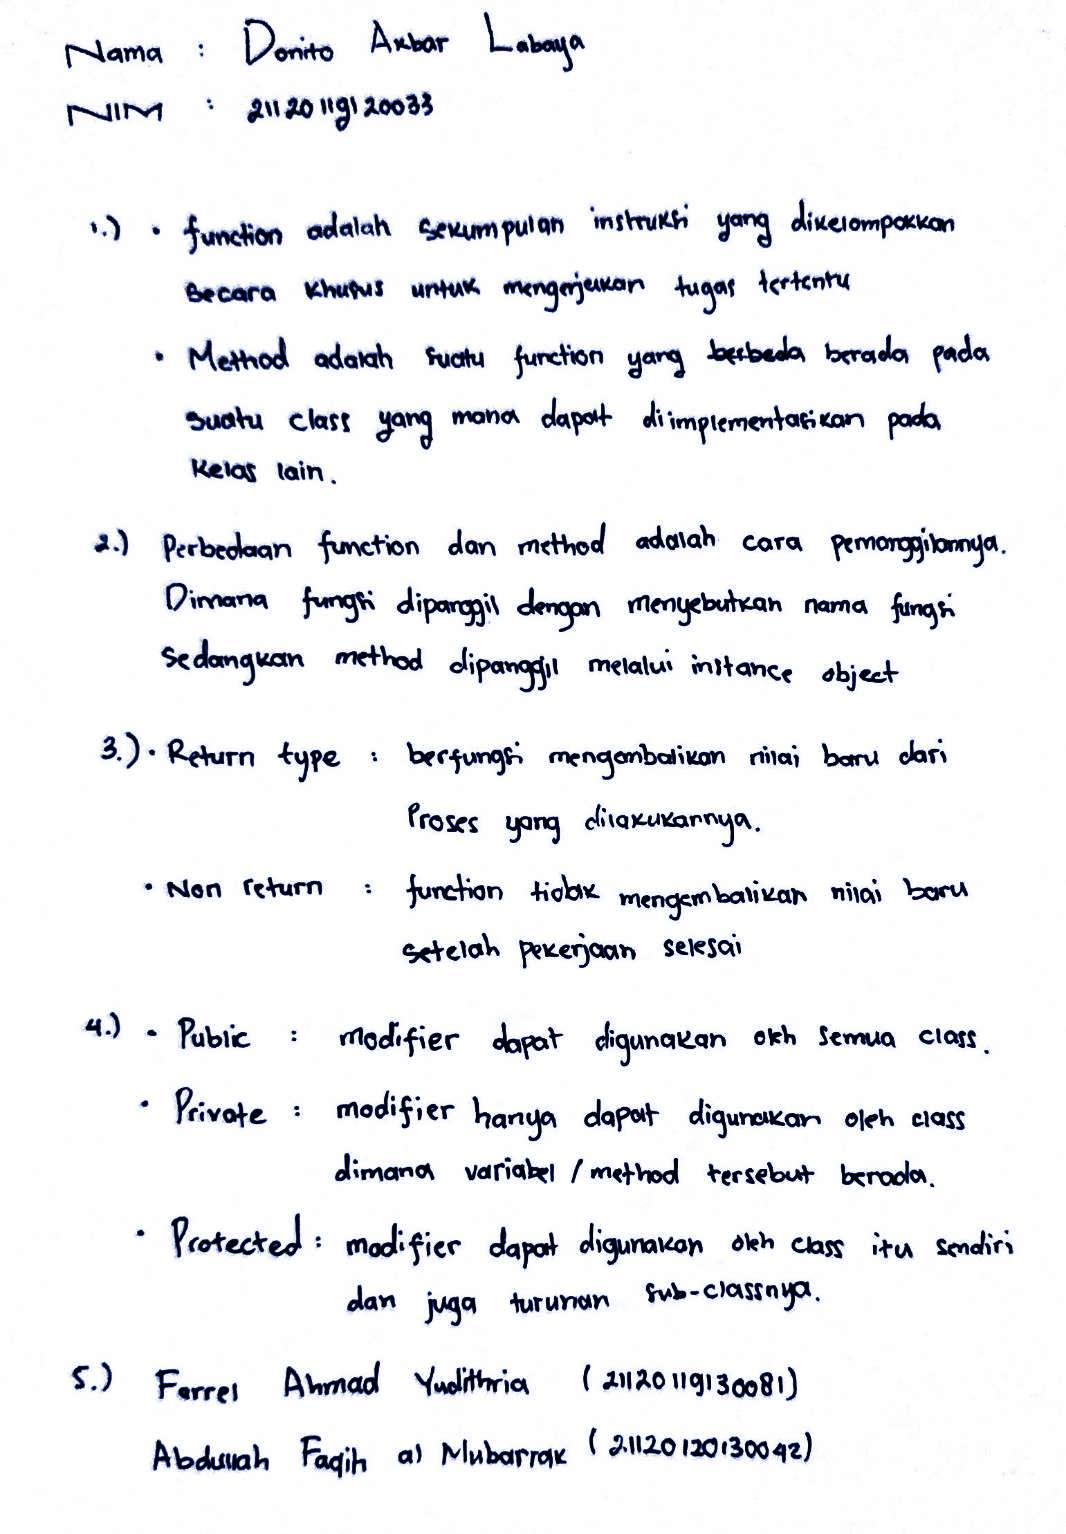 Nama : Donito Akbar Labaya
NIM : 21120119120033
1.) • function adalah sekumpulan instruksi yang dikelompokkan
secara khusus untuk mengerjakan tugas tertentu
• Method adalah suatu function yang berbeda berada pada
suatu class yang mana dapat diimplementasikan pada
kelas lain.
2.) Perbedaan function dan method adalah cara pemanggilannya.
Dimana fungsi dipanggil dengan menyebutkan nama fungsi
sedangkan method dipanggil melalui instance object
3.) • Return type : berfungsi mengembalikan nilai baru dari
Proses yang dilakukannya.
• Non return : function tidak mengembalikan nilai baru
setelah pekerjaan selesai
4.) • Public : modifier dapat digunakan oleh semua class.
• Private : modifier hanya dapat digunakan oleh class
dimana variabel / method tersebut berada.
• Protected : modifier dapat digunakan oleh class itu sendiri
dan juga turunan sub-classnya.
5.) Farrel Ahmad Yudithria (21120119130081)
Abdullah Faqih al Mubarrak (21120120130042)